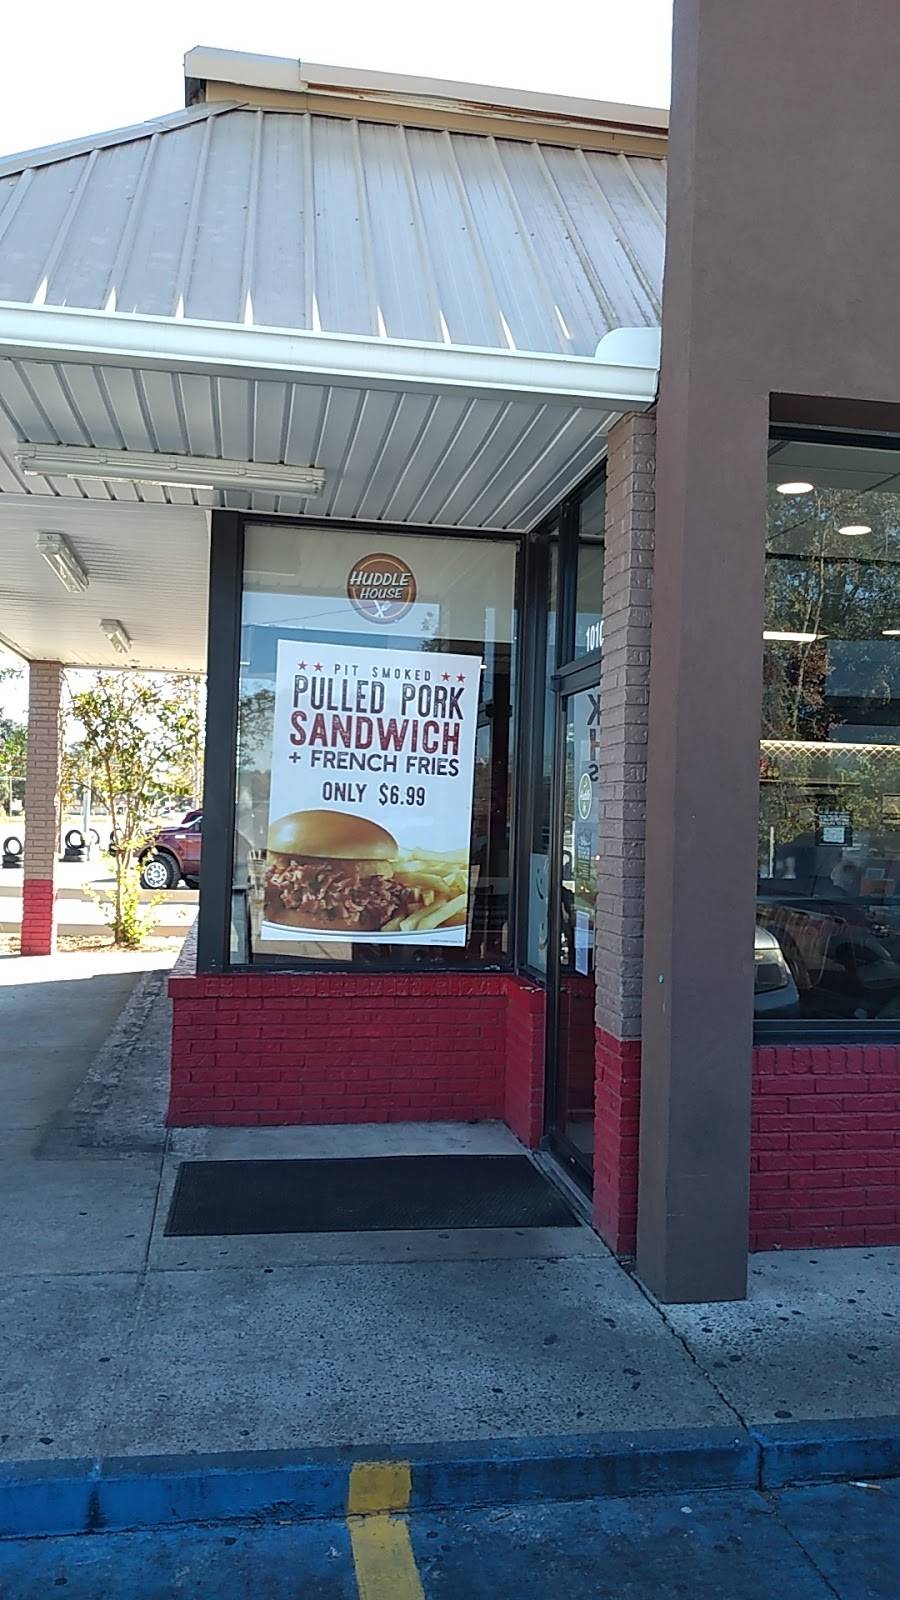 HUDDLE
HOUSE
PIT SMOKED
PULLED PORK
SANDWICH
+ FRENCH FRIES
ONLY $6.99